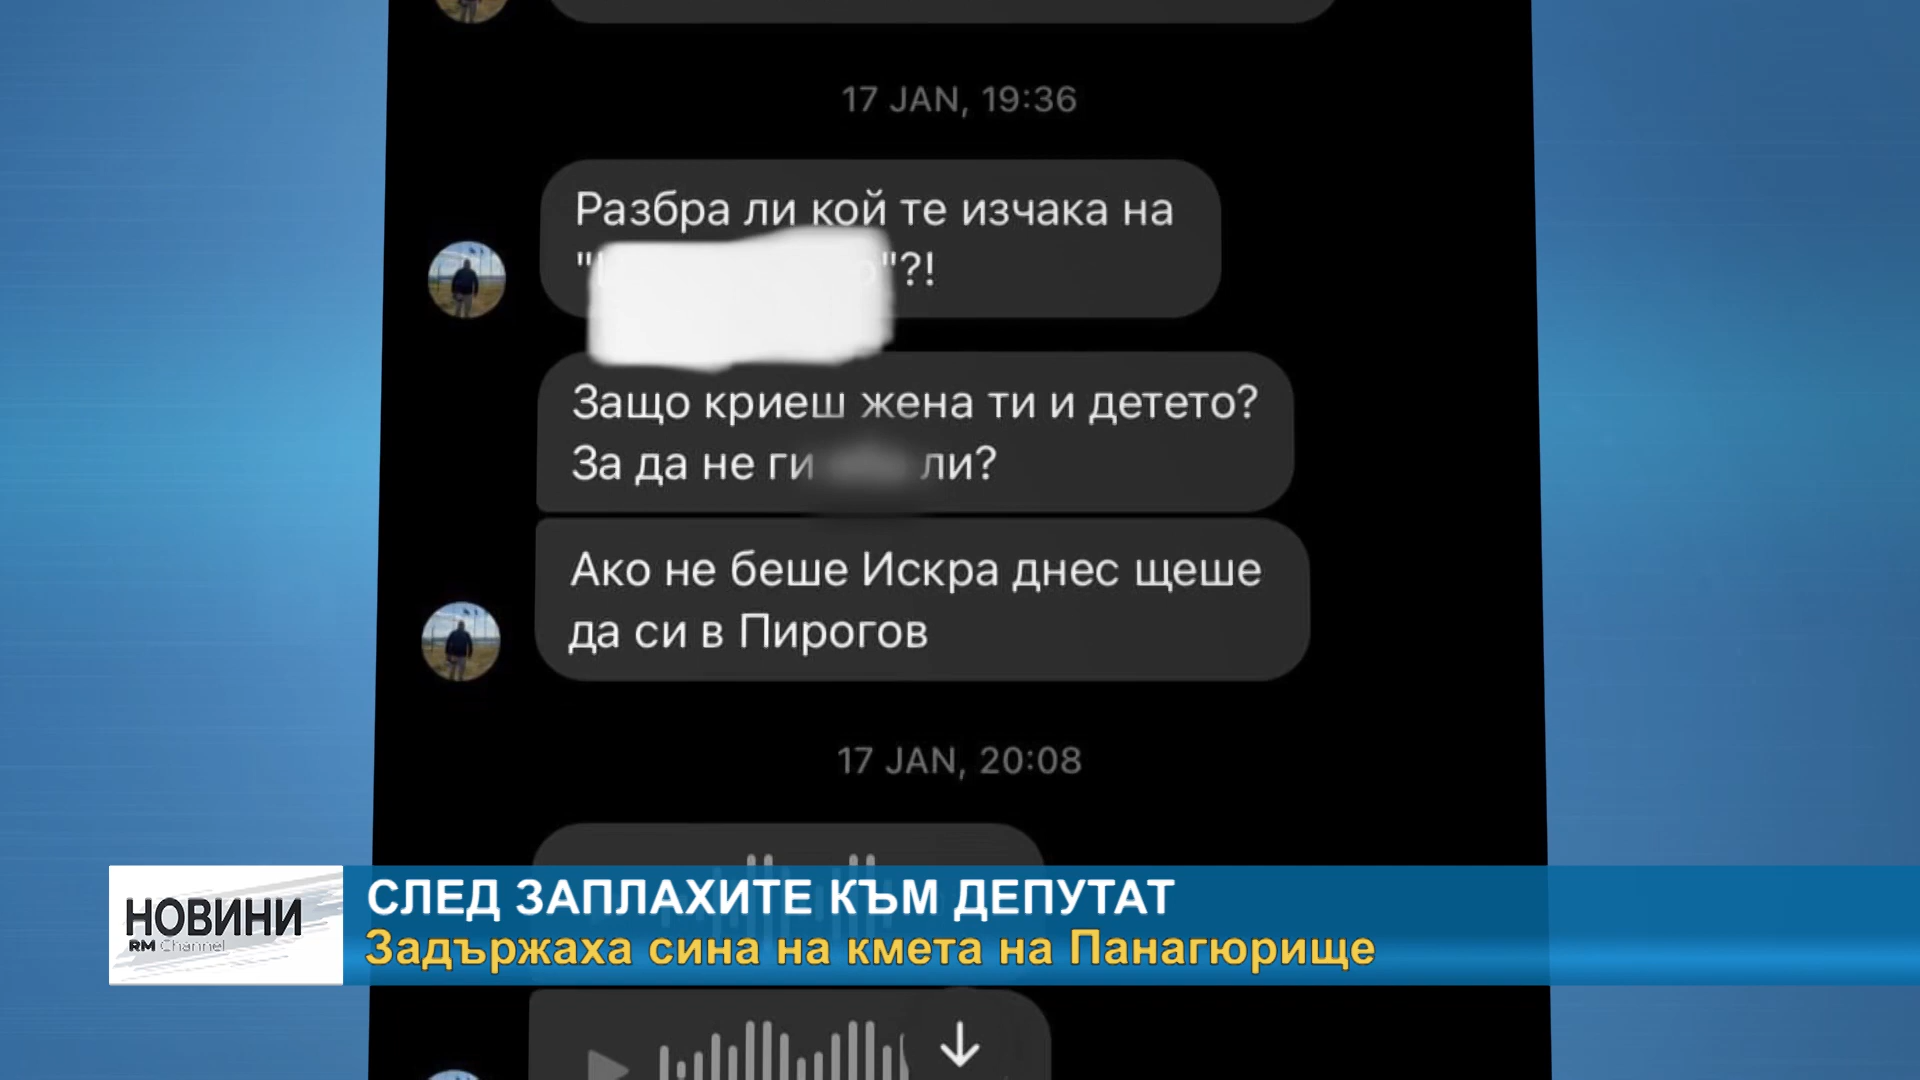 17 JAN, 19:36
Разбра ли кой те изчака на
"?!
Защо криеш жена ти и детето?
За да не ги ли?
Ако не беше Искра днес щеше
да си в Пирогов
17 JAN, 20:08
НОВИНИ
RM Channel
СЛЕД ЗАПЛАХИТЕ КЪМ ДЕПУТАТ
Задържаха сина на кмета на Панагюрище